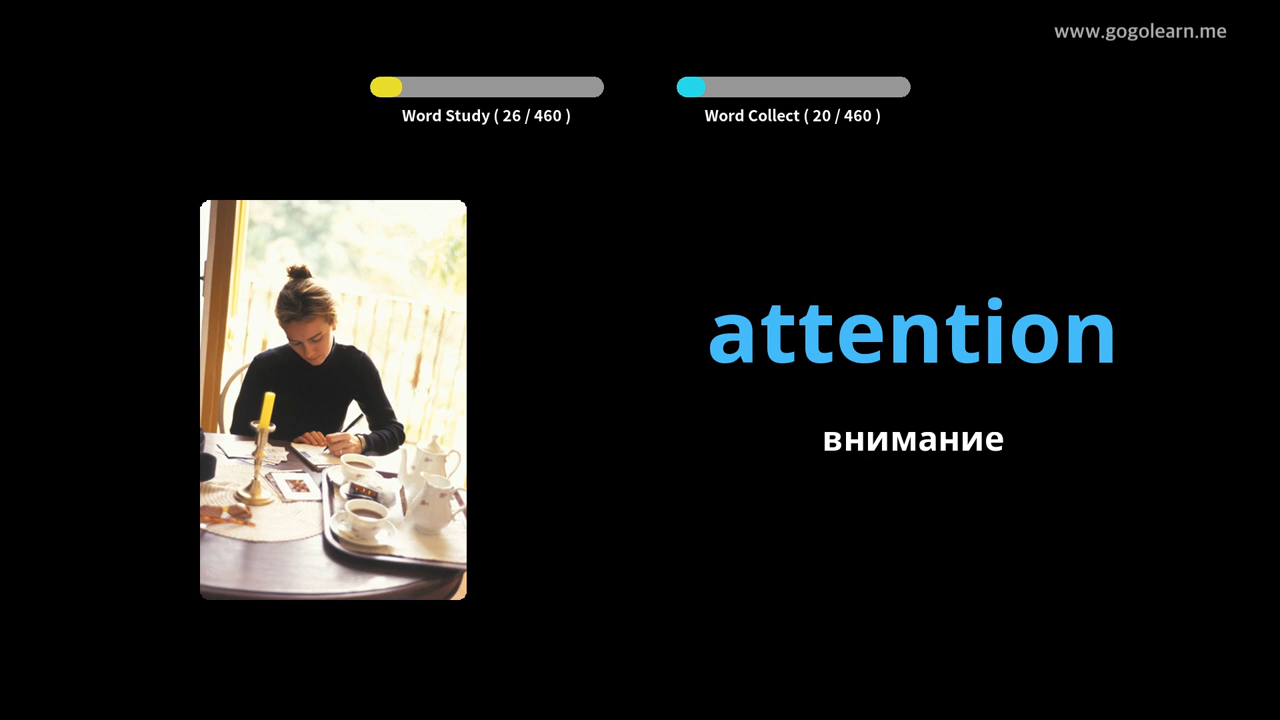 www.gogolearn.me
Word Study ( 26 / 460 )
Word Collect ( 20 / 460 )
attention
внимание